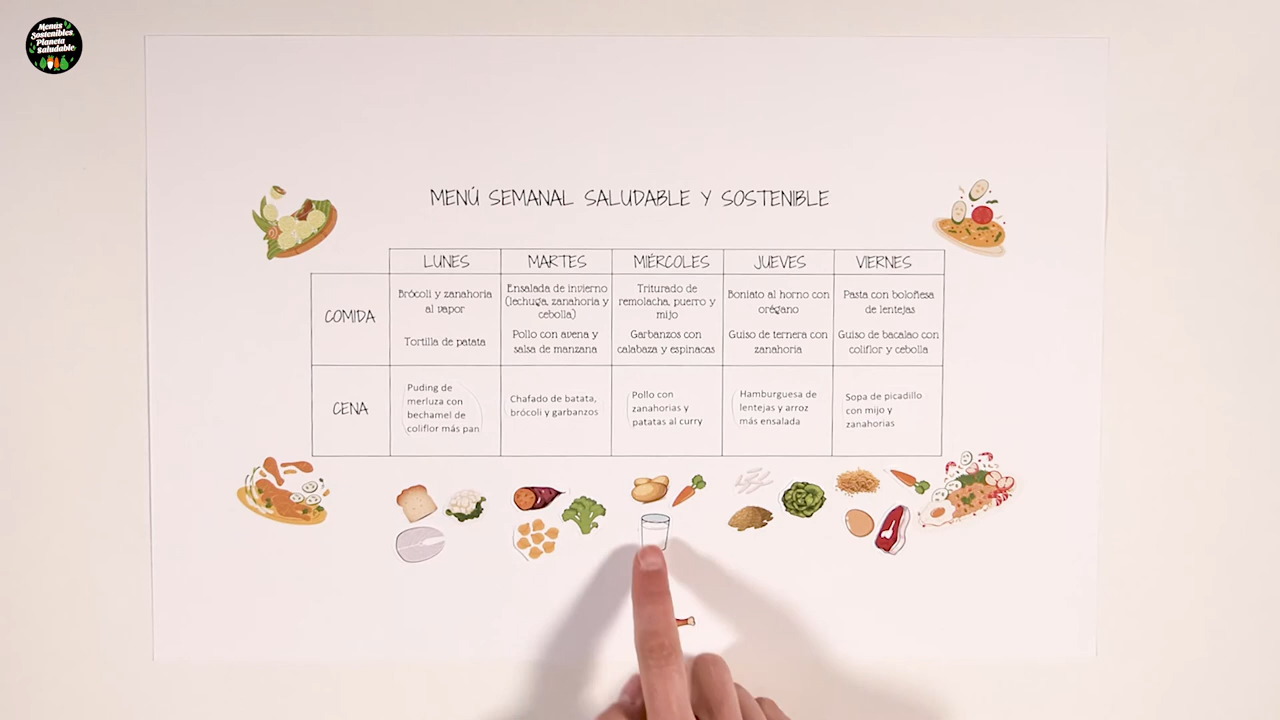 Menús
Sostenibles,
Planeta
Saludable
MENÚ SEMANAL SALUDABLE Y SOSTENIBLE
LUNES MARTES MIÉRCOLES JUEVES VIERNES
COMIDA
Brócoli y zanahoria
al vapor
Tortilla de patata
Ensalada de invierno
(lechuga, zanahoria y
cebolla)
Pollo con avena y
salsa de manzana
Triturado de
remolacha, puerro y
mijo
Garbanzos con
calabaza y espinacas
Boniato al horno con
orégano
Guiso de ternera con
zanahoria
Pasta con boloñesa
de lentejas
Guiso de bacalao con
coliflor y cebolla
CENA
Puding de
merluza con
bechamel de
coliflor más pan
Chafado de batata,
brócoli y garbanzos
Pollo con
zanahorias y
patatas al curry
Hamburguesa de
lentejas y arroz
más ensalada
Sopa de picadillo
con mijo y
zanahorias